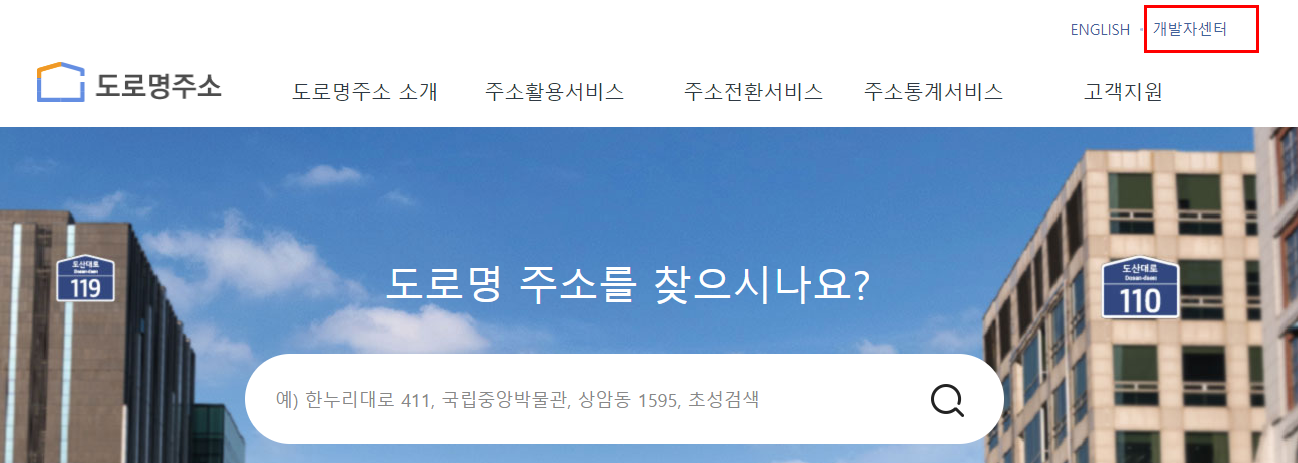 ENGLISH · 개발자센터
도로명주소
도로명주소 소개 주소활용서비스 주소전환서비스 주소통계서비스 고객지원
도로명 주소를 찾으시나요?
도산대로
Dosan-daero
119
도산대로
Dosan-daero
110
예) 한누리대로 411, 국립중앙박물관, 상암동 1595, 초성검색